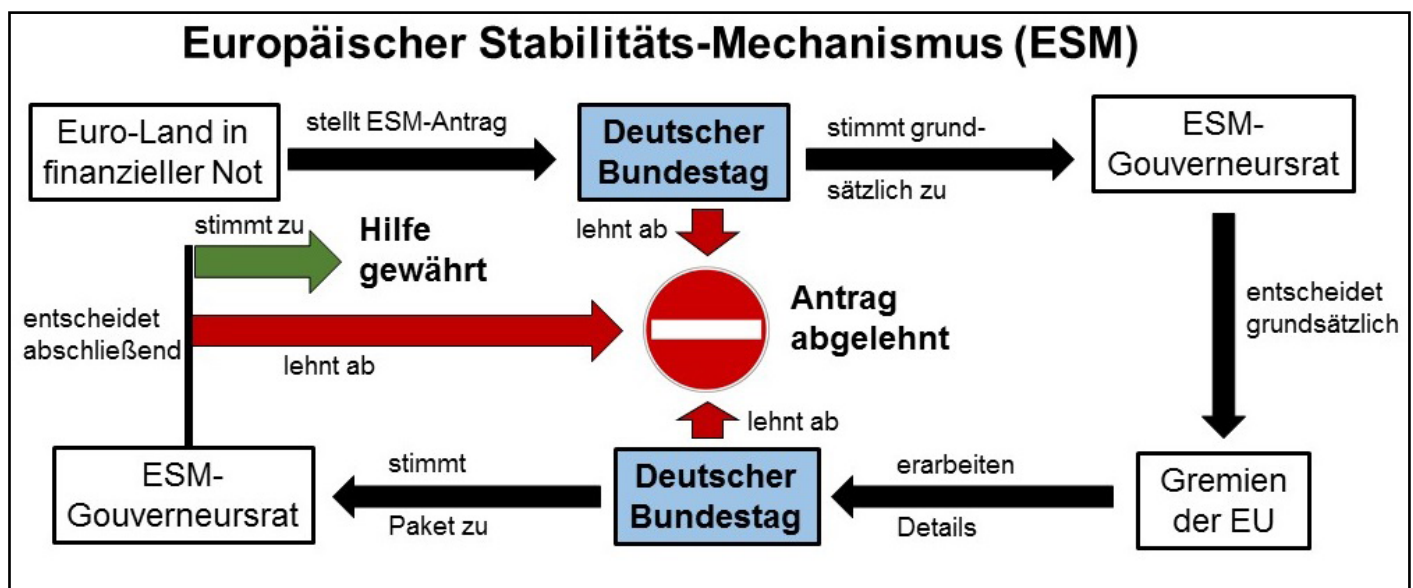 Europäischer Stabilitäts-Mechanismus (ESM)
Euro-Land in
finanzieller Not
stellt ESM-Antrag
Deutscher
Bundestag
stimmt grund-
sätzlich zu
ESM-
Gouverneursrat
stimmt zu
Hilfe
gewährt
lehnt ab
entscheidet
abschließend
lehnt ab
Antrag
abgelehnt
entscheidet
grundsätzlich
lehnt ab
ESM-
Gouverneursrat
stimmt
Paket zu
Deutscher
Bundestag
erarbeiten
Details
Gremien
der EU